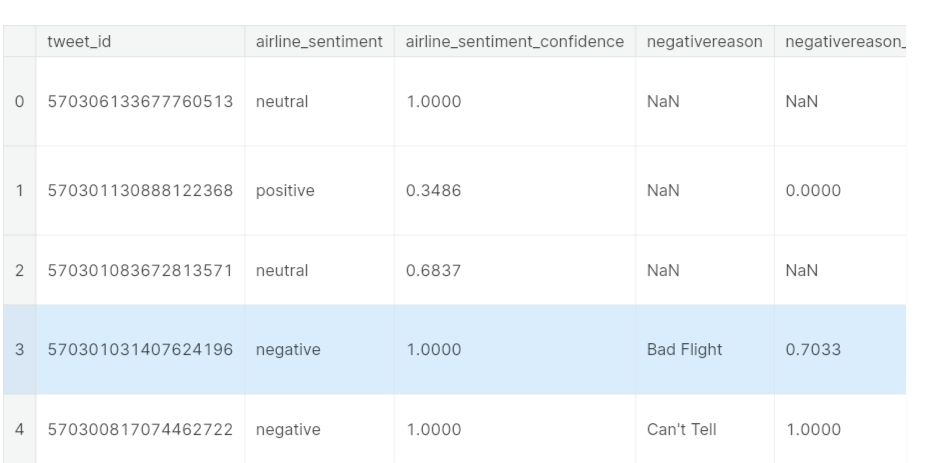 tweet_id airline_sentiment airline_sentiment_confidence negativereason negativereason_
0 570306133677760513 neutral 1.0000 NaN NaN
1 570301130888122368 positive 0.3486 NaN 0.0000
2 570301083672813571 neutral 0.6837 NaN NaN
3 570301031407624196 negative 1.0000 Bad Flight 0.7033
4 570300817074462722 negative 1.0000 Can't Tell 1.0000